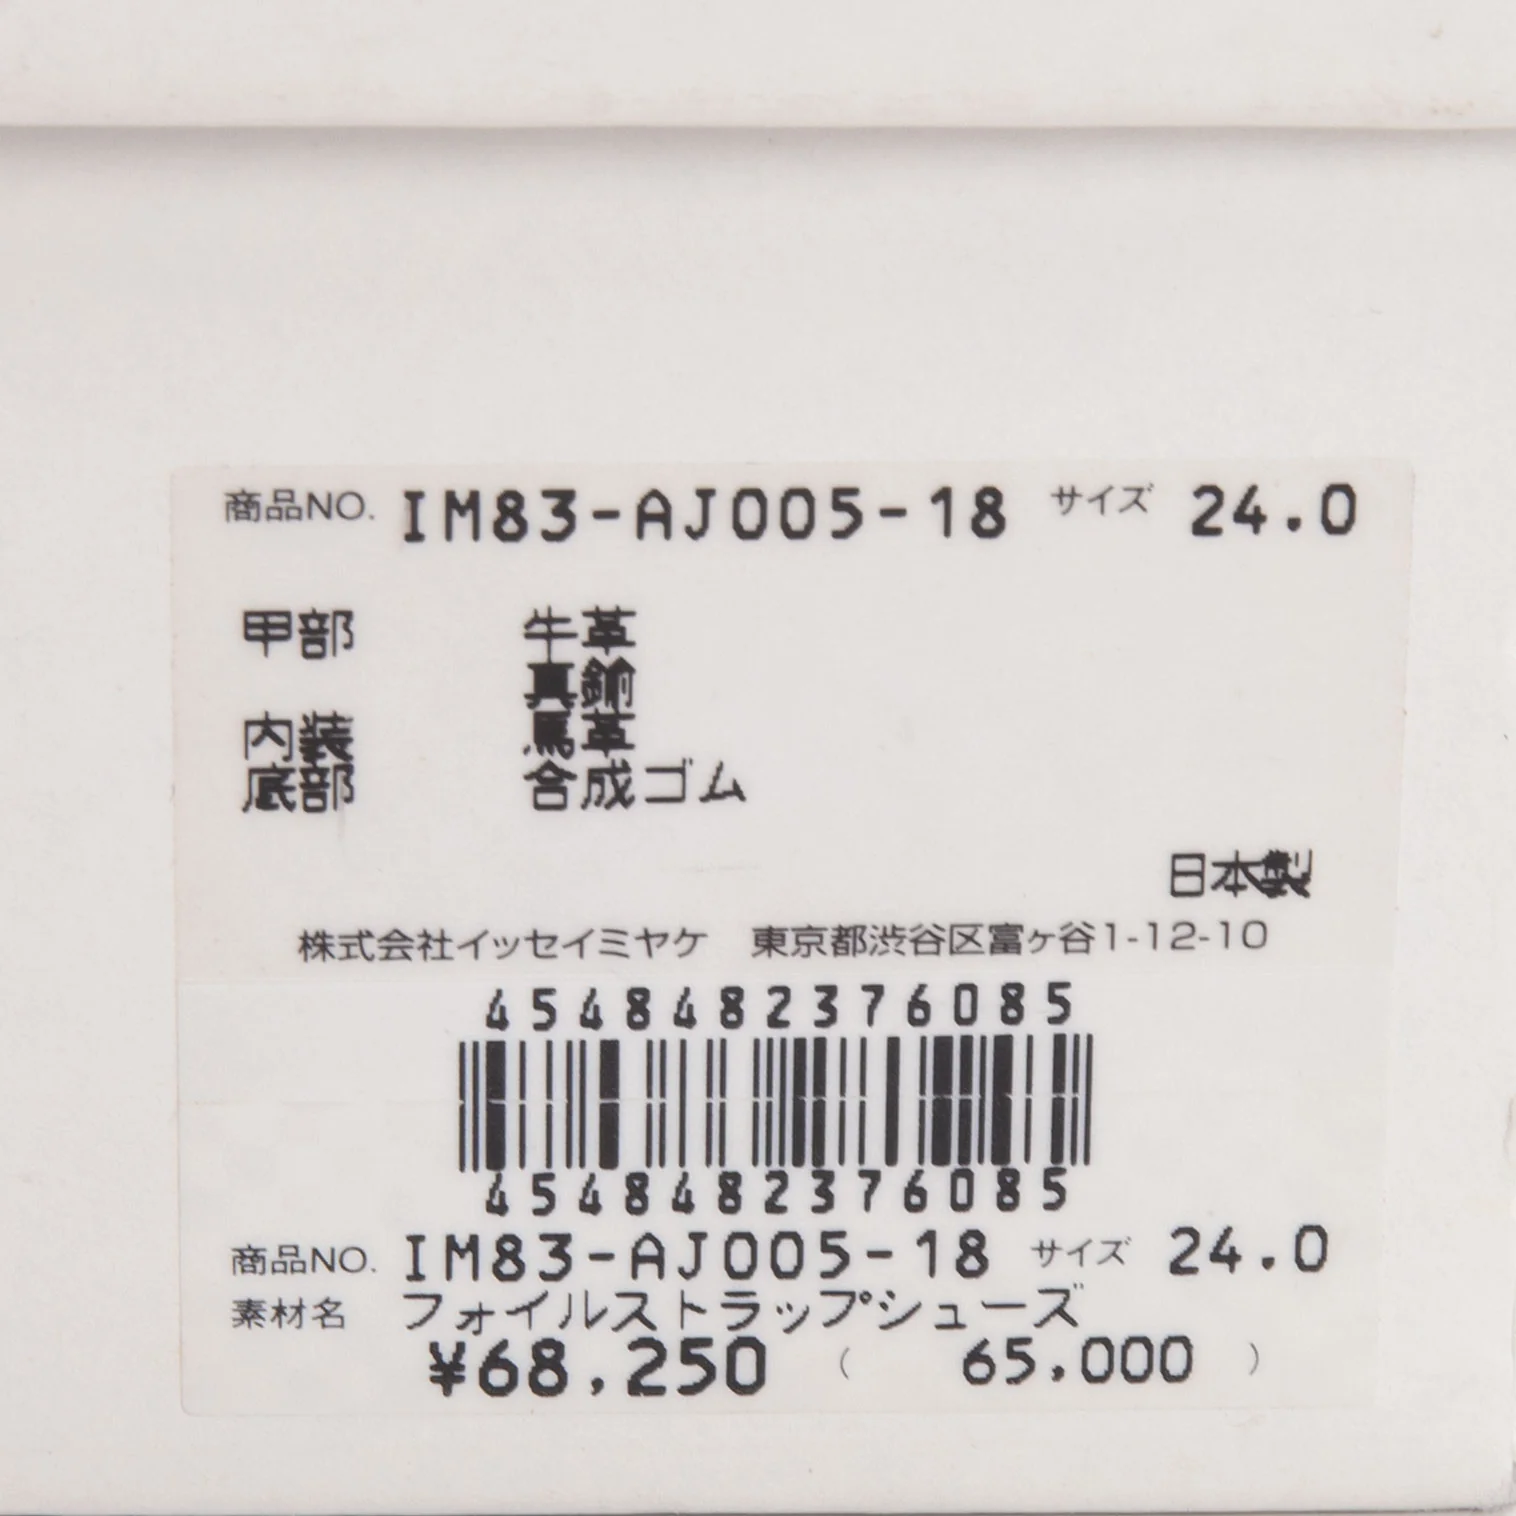 商品NO. IM83-AJ005-18 サイズ 24.0
甲部 牛革
真鍮
内装 馬革
底部 合成ゴム
日本製
株式会社イッセイミヤケ 東京都渋谷区富ヶ谷1-12-10
4548482376085
4548482376085
商品NO. IM83-AJ005-18 サイズ 24.0
素材名 フォイルストラップシューズ
¥68,250 ( 65,000 )